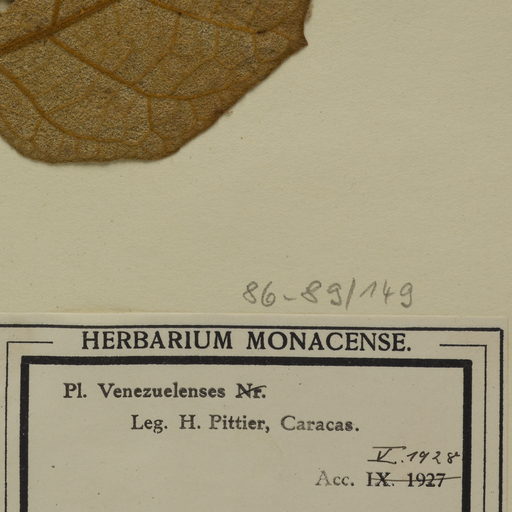 86-89/149
HERBARIUM MONACENSE.
Pl. Venezuelenses Nr.
Leg. H. Pittier, Caracas.
V. 1928
Acc. IX. 1927